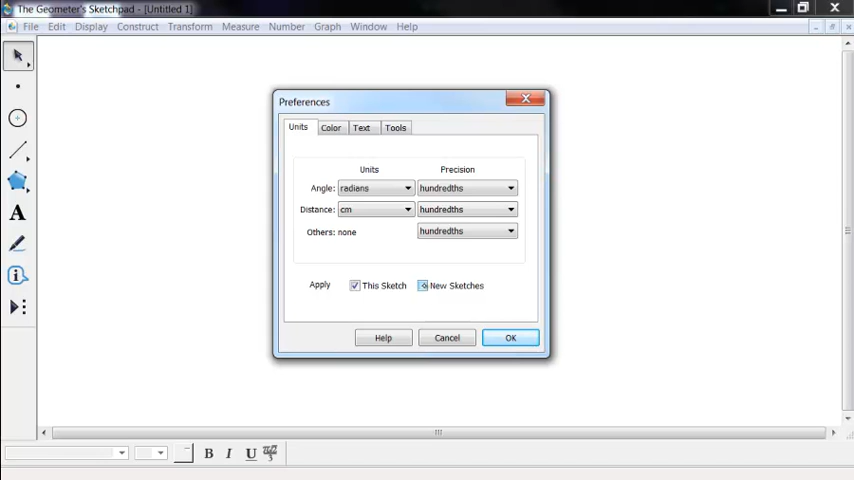 The Geometer's Sketchpad - [Untitled 1]
File Edit Display Construct Transform Measure Number Graph Window Help
Preferences
Units Color Text Tools
Units Precision
Angle: radians hundredths
Distance: cm hundredths
Others: none hundredths
Apply This Sketch New Sketches
Help Cancel OK
A
B I U